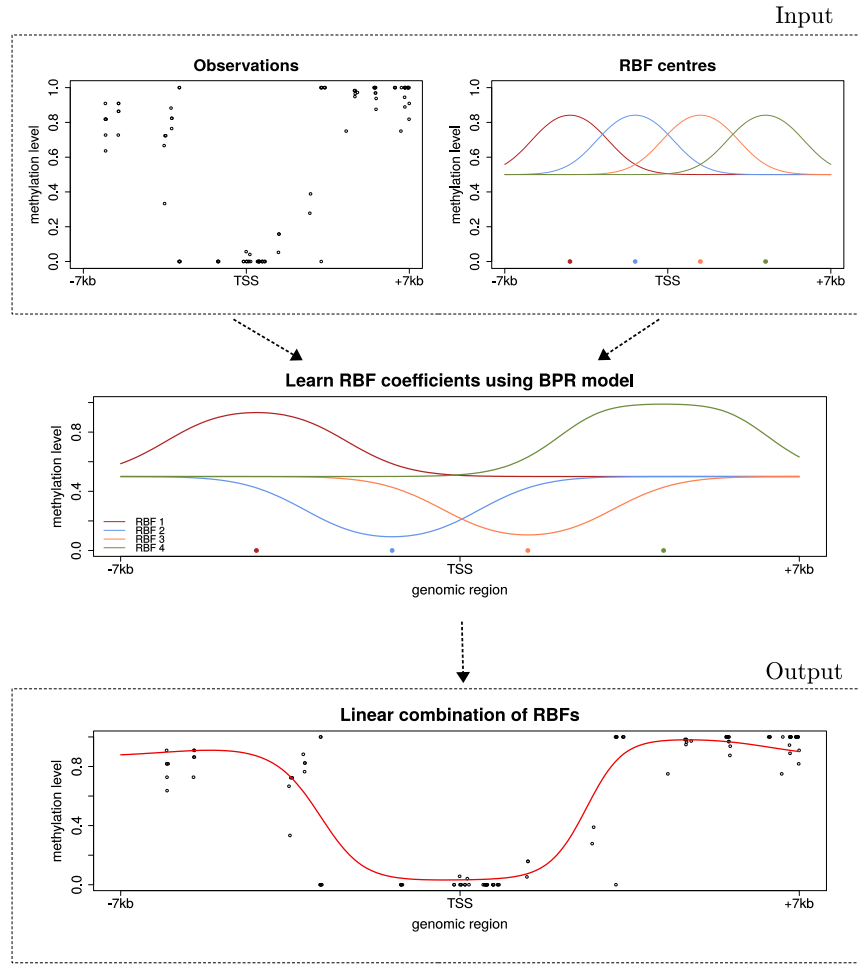 Input
Observations
methylation level
0.0 0.2 0.4 0.6 0.8 1.0
-7kb TSS +7kb
RBF centres
methylation level
0.0 0.2 0.4 0.6 0.8 1.0
-7kb TSS +7kb
Learn RBF coefficients using BPR model
methylation level
0.0 0.4 0.8
RBF 1
RBF 2
RBF 3
RBF 4
-7kb TSS +7kb
genomic region
Output
Linear combination of RBFs
methylation level
0.0 0.4 0.8
-7kb TSS +7kb
genomic region